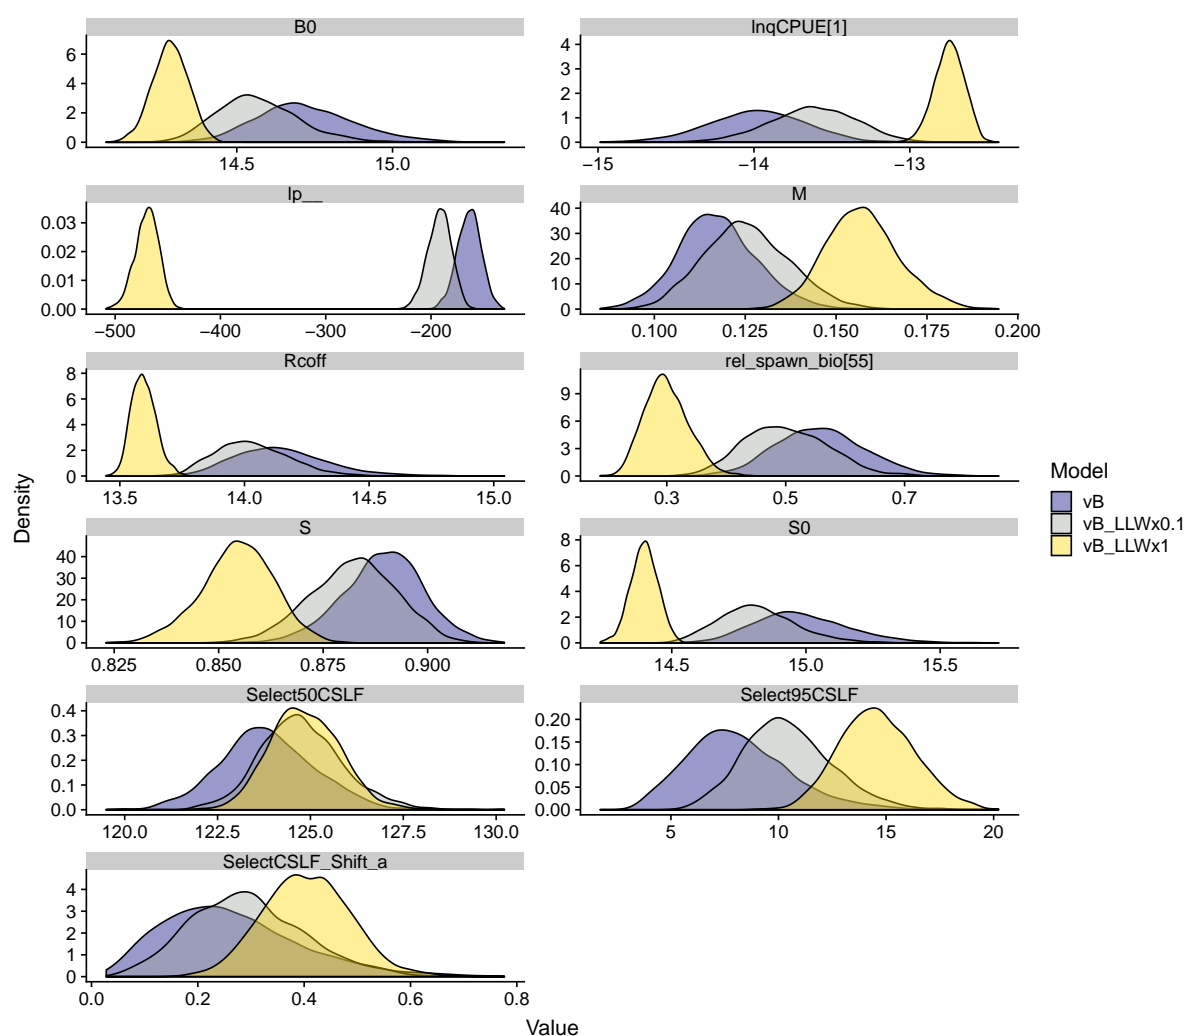 B0
6
4
2
0
14.5 15.0
lnqCPUE[1]
4
3
2
1
0
−15 −14 −13
lp__
0.03
0.02
0.01
0.00
−500 −400 −300 −200
M
40
30
20
10
0
0.100 0.125 0.150 0.175 0.200
Rcoff
8
6
4
2
0
13.5 14.0 14.5 15.0
rel_spawn_bio[55]
9
6
3
0
0.3 0.5 0.7
S
40
30
20
10
0
0.825 0.850 0.875 0.900
S0
8
6
4
2
0
14.5 15.0 15.5
Select50CSLF
0.4
0.3
0.2
0.1
0.0
120.0 122.5 125.0 127.5 130.0
Select95CSLF
0.20
0.15
0.10
0.05
0.00
5 10 15 20
SelectCSLF_Shift_a
4
3
2
1
0
0.0 0.2 0.4 0.6 0.8
Density
Value
Model
vB
vB_LLWx0.1
vB_LLWx1